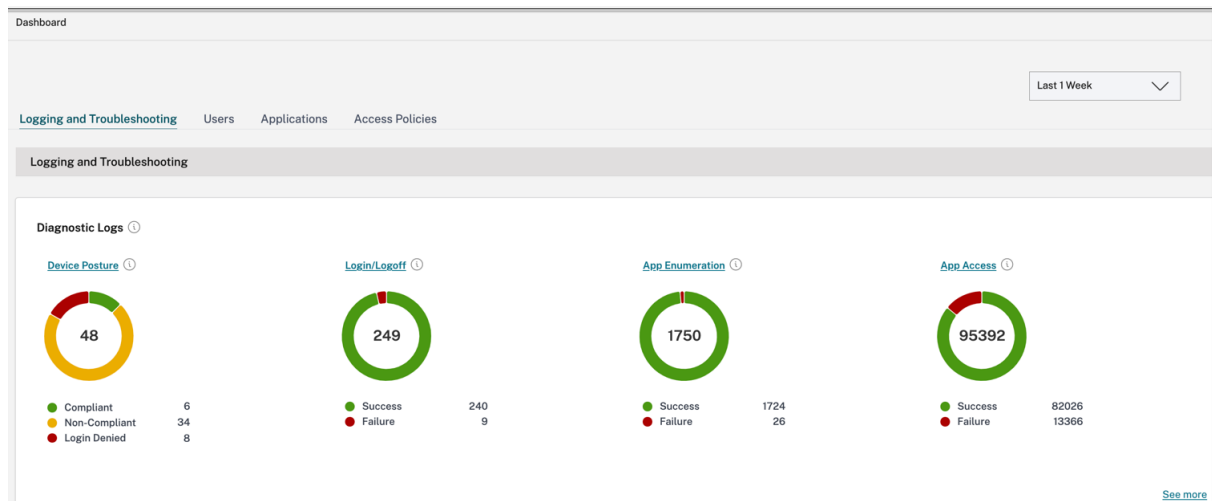 Dashboard
Last 1 Week
Logging and Troubleshooting Users Applications Access Policies
Logging and Troubleshooting
Diagnostic Logs
Device Posture Login/Logoff App Enumeration App Access
48 249 1750 95392
Compliant 6 Success 240 Success 1724 Success 82026
Non-Compliant 34 Failure 9 Failure 26 Failure 13366
Login Denied 8
See more